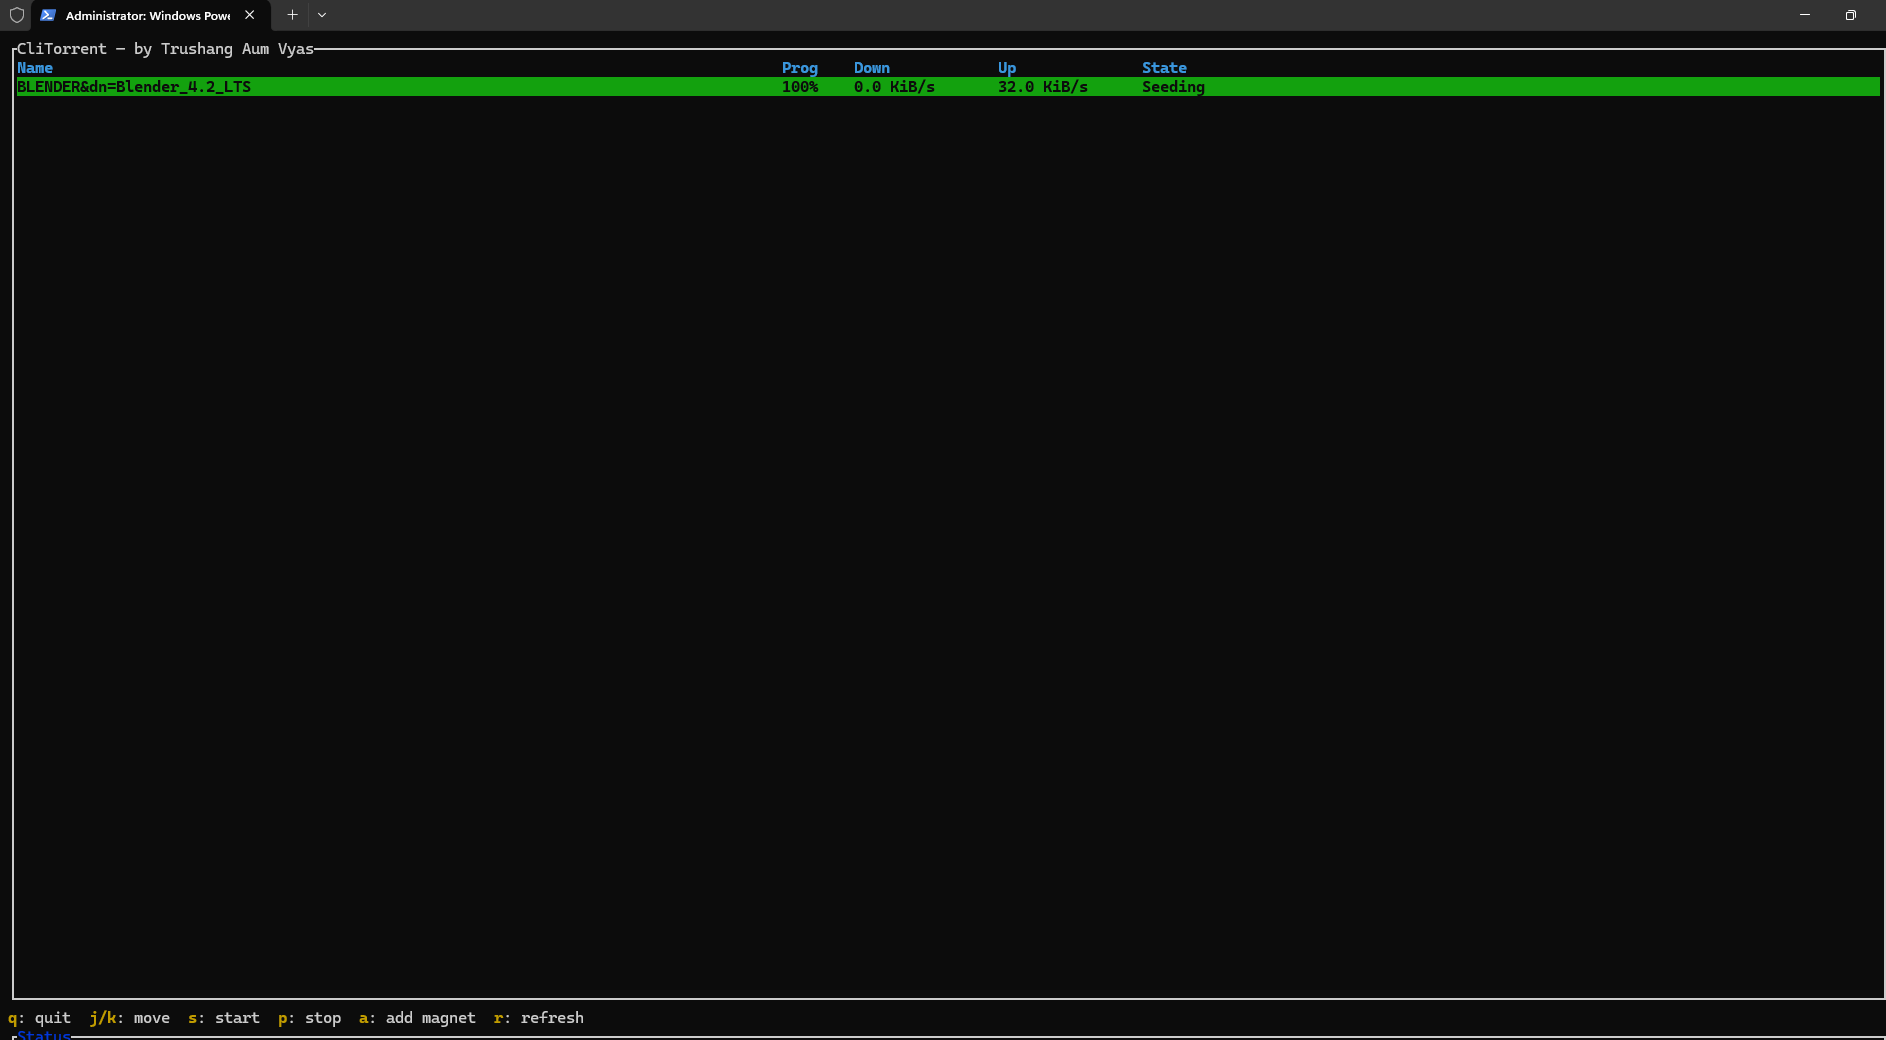 Administrator: Windows Powe
CliTorrent — by Trushang Aum Vyas
Name Prog Down Up State
BLENDER&dn=Blender_4.2_LTS 100% 0.0 KiB/s 32.0 KiB/s Seeding
q: quit j/k: move s: start p: stop a: add magnet r: refresh
Status